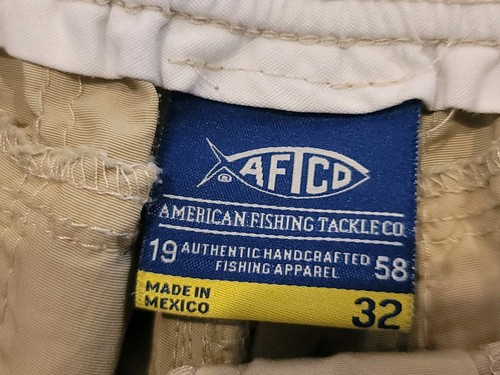 AFTCO ®
AMERICAN FISHING TACKLE CO.
19 AUTHENTIC HANDCRAFTED 58
FISHING APPAREL
MADE IN
MEXICO
32